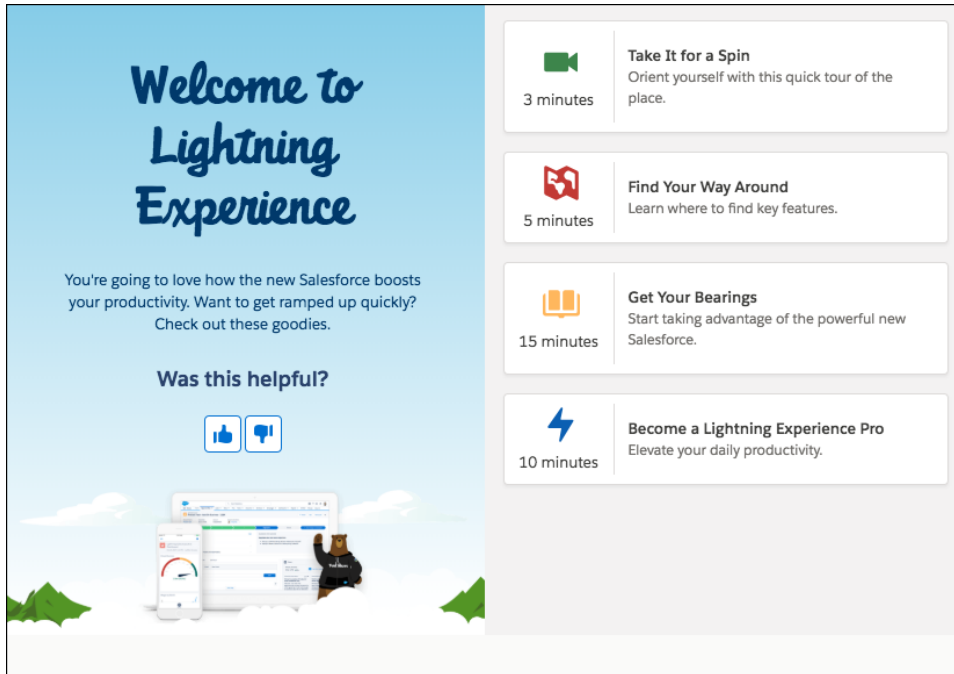 Welcome to
Lightning
Experience
You're going to love how the new Salesforce boosts
your productivity. Want to get ramped up quickly?
Check out these goodies.
Was this helpful?
3 minutes
Take It for a Spin
Orient yourself with this quick tour of the
place.
5 minutes
Find Your Way Around
Learn where to find key features.
15 minutes
Get Your Bearings
Start taking advantage of the powerful new
Salesforce.
10 minutes
Become a Lightning Experience Pro
Elevate your daily productivity.